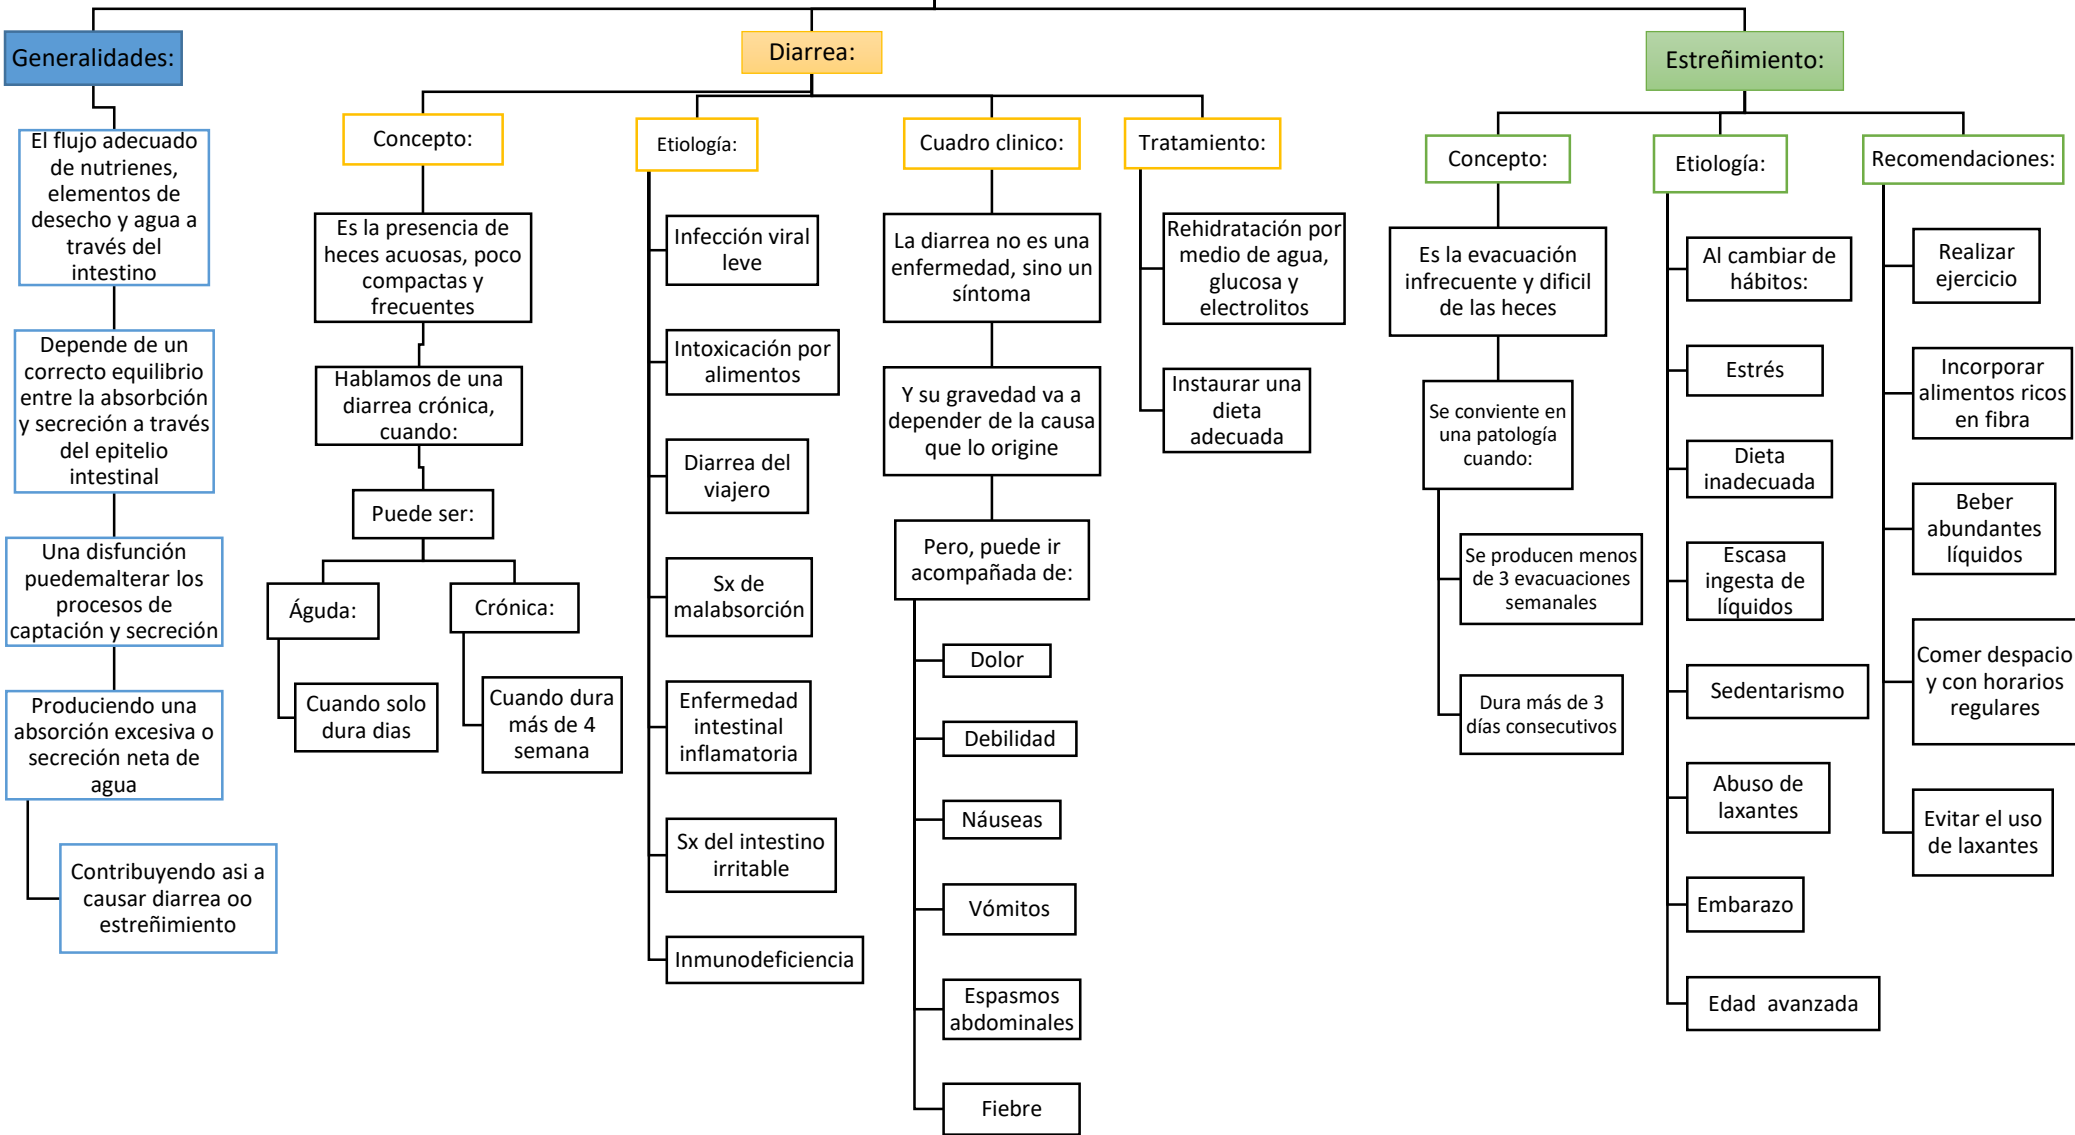 Generalidades:
El flujo adecuado
de nutrienes,
elementos de
desecho y agua a
través del
intestino
Depende de un
correcto equilibrio
entre la absorbción
y secreción a través
del epitelio
intestinal
Una disfunción
puedemalterar los
procesos de
captación y secreción
Produciendo una
absorción excesiva o
secreción neta de
agua
Contribuyendo asi a
causar diarrea oo
estreñimiento
Diarrea:
Concepto:
Es la presencia de
heces acuosas, poco
compactas y
frecuentes
Hablamos de una
diarrea crónica,
cuando:
Puede ser:
Águda:
Cuando solo
dura dias
Crónica:
Cuando dura
más de 4
semana
Etiología:
Infección viral
leve
Intoxicación por
alimentos
Diarrea del
viajero
Sx de
malabsorción
Enfermedad
intestinal
inflamatoria
Sx del intestino
irritable
Inmunodeficiencia
Cuadro clinico:
La diarrea no es una
enfermedad, sino un
síntoma
Y su gravedad va a
depender de la causa
que lo origine
Pero, puede ir
acompañada de:
Dolor
Debilidad
Náuseas
Vómitos
Espasmos
abdominales
Fiebre
Tratamiento:
Rehidratación por
medio de agua,
glucosa y
electrolitos
Instaurar una
dieta
adecuada
Estreñimiento:
Concepto:
Es la evacuación
infrecuente y dificil
de las heces
Se conviente en
una patología
cuando:
Se producen menos
de 3 evacuaciones
semanales
Dura más de 3
días consecutivos
Etiología:
Al cambiar de
hábitos:
Estrés
Dieta
inadecuada
Escasa
ingesta de
líquidos
Sedentarismo
Abuso de
laxantes
Embarazo
Edad avanzada
Recomendaciones:
Realizar
ejercicio
Incorporar
alimentos ricos
en fibra
Beber
abundantes
líquidos
Comer despacio
y con horarios
regulares
Evitar el uso
de laxantes